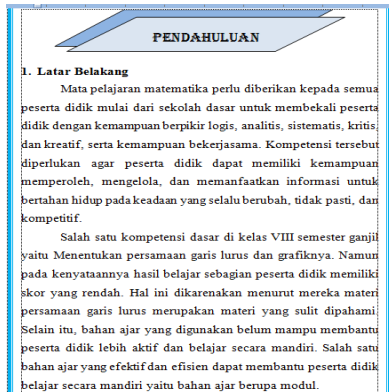 PENDAHULUAN
1. Latar Belakang
Mata pelajaran matematika perlu diberikan kepada semua
peserta didik mulai dari sekolah dasar untuk membekali peserta
didik dengan kemampuan berpikir logis, analitis, sistematis, kritis,
dan kreatif, serta kemampuan bekerjasama. Kompetensi tersebut
diperlukan agar peserta didik dapat memiliki kemampuan
memperoleh, mengelola, dan memanfaatkan informasi untuk
bertahan hidup pada keadaan yang selalu berubah, tidak pasti, dan
kompetitif.
Salah satu kompetensi dasar di kelas VIII semester ganjil
yaitu Menentukan persamaan garis lurus dan grafiknya. Namun
pada kenyataannya hasil belajar sebagian peserta didik memiliki
skor yang rendah. Hal ini dikarenakan menurut mereka materi
persamaan garis lurus merupakan materi yang sulit dipahami.
Selain itu, bahan ajar yang digunakan belum mampu membantu
peserta didik lebih aktif dan belajar secara mandiri. Salah satu
bahan ajar yang efektif dan efisien dapat membantu peserta didik
belajar secara mandiri yaitu bahan ajar berupa modul.